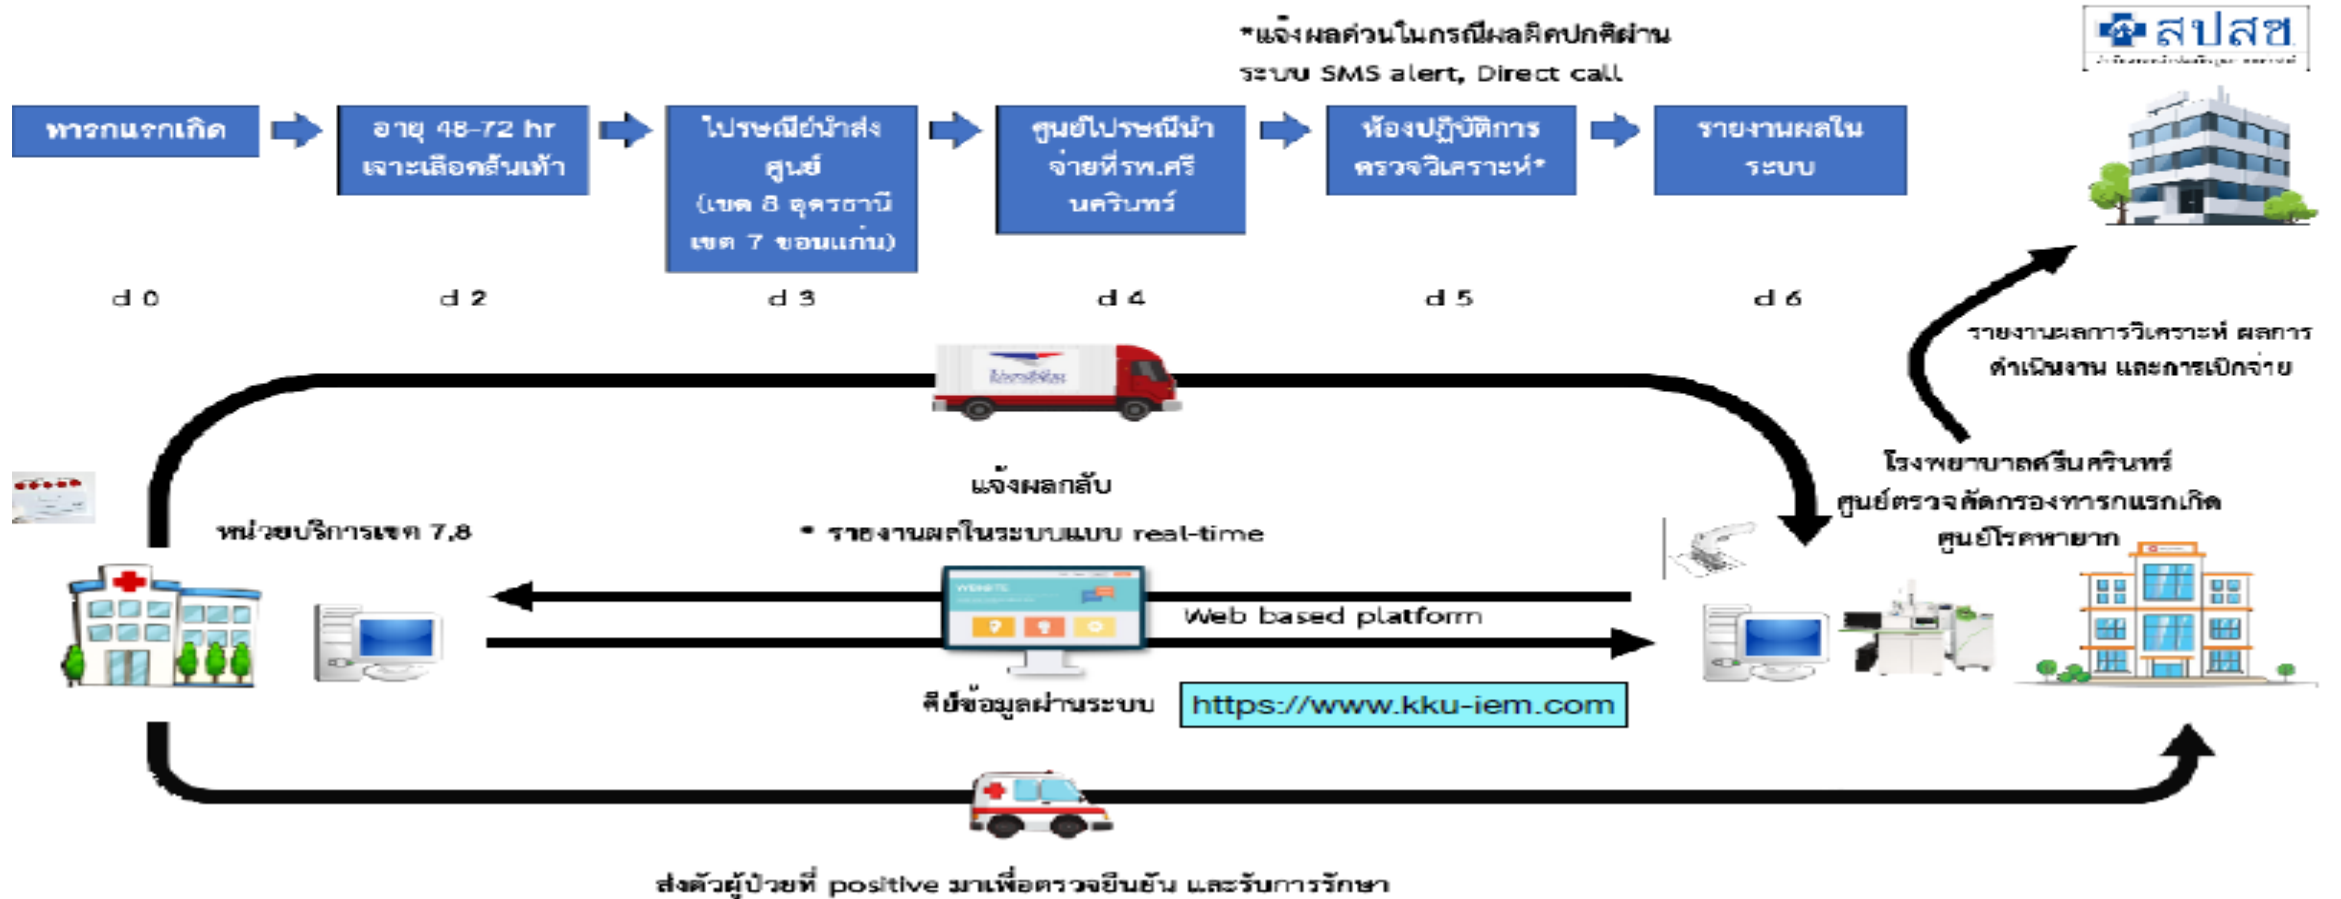 *แจ้งผลด่วนในกรณีผลผิดปกติผ่าน
ระบบ SMS alert, Direct call
สปสช
ทารกแรกเกิด
อายุ 48-72 hr
เจาะเลือดส้นเท้า
ไปรษณีย์นำส่ง
ศูนย์
(เขต 8 อุดรธานี
เขต 7 ขอนแก่น)
ศูนย์ไปรษณีนำ
จ่ายที่รพ.ศรี
นครินทร์
ห้องปฏิบัติการ
ตรวจวิเคราะห์*
รายงานผลใน
ระบบ
d 0
d 2
d 3
d 4
d 5
d 6
รายงานผลการวิเคราะห์ ผลการ
ดำเนินงาน และการเบิกจ่าย
ไปรษณีย์ไทย
แจ้งผลกลับ
* รายงานผลในระบบแบบ real-time
หน่วยบริการเขต 7,8
โรงพยาบาลศรีนครินทร์
ศูนย์ตรวจคัดกรองทารกแรกเกิด
ศูนย์โรคหายาก
WEBSITE
Web based platform
คีย์ข้อมูลผ่านระบบ
https://www.kku-iem.com
ส่งตัวผู้ป่วยที่ positive มาเพื่อตรวจยืนยัน และรับการรักษา